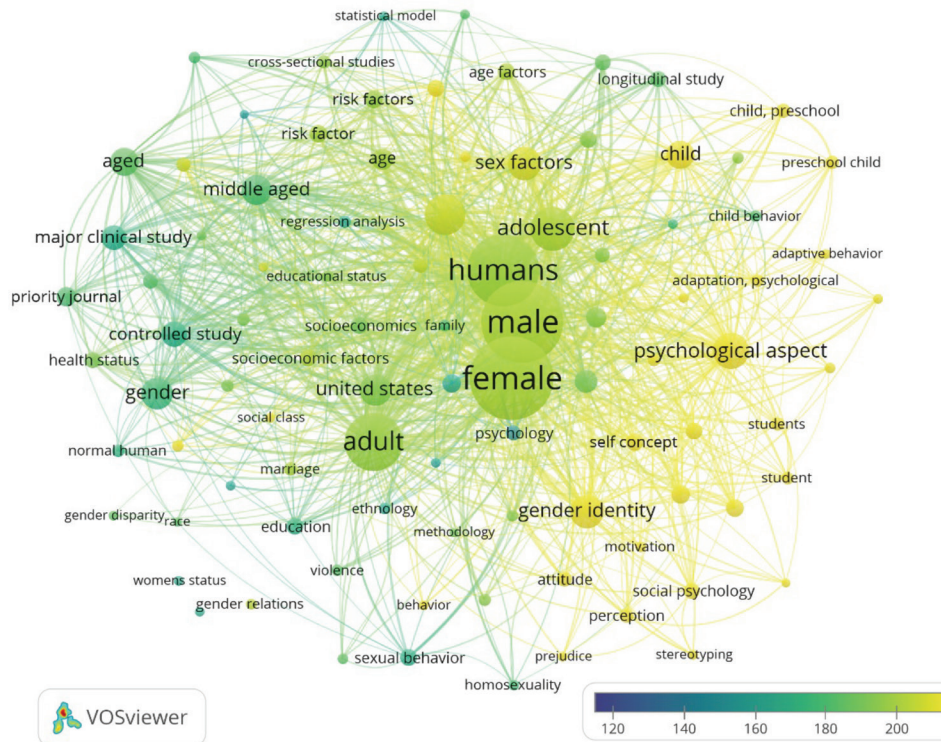 statistical model
cross-sectional studies
age factors
longitudinal study
risk factors
child, preschool
risk factor
aged
age
sex factors
child
preschool child
middle aged
regression analysis
adolescent
child behavior
major clinical study
adaptive behavior
humans
educational status
adaptation, psychological
priority journal
controlled study
socioeconomics
family
male
health status
socioeconomic factors
psychological aspect
gender
united states
female
social class
students
adult
psychology
self concept
normal human
marriage
student
gender disparity
race
ethnology
gender identity
education
methodology
motivation
womens status
violence
attitude
social psychology
gender relations
behavior
perception
sexual behavior
prejudice
stereotyping
homosexuality
VOSviewer
120 140 160 180 200